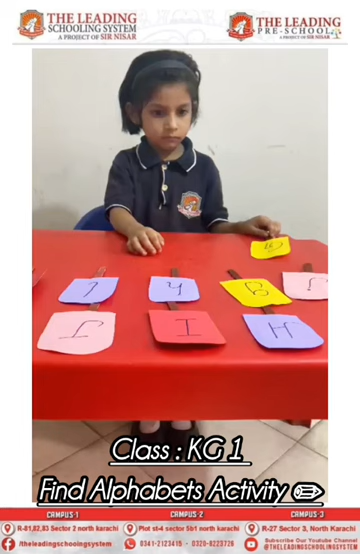 THE LEADING
SCHOOLING SYSTEM
A PROJECT OF SIR NISAR
THE LEADING
PRE-SCHOOL
A PROJECT OF SIR NISAR
h g j
J I H
Class : KG 1
Find Alphabets Activity ✏
CAMPUS-1 CAMPUS-2 CAMPUS-3
R-81,82,83 Sector 2 north karachi Plot st-4 sector 5b1 north karachi R-27 Sector 3, North Karachi
/theleadingschoolingsystem 0341-2123415 - 0320-8223726 Subscribe Our Youtube Channel
@THELEADINGSCHOOLINGSYSTEM